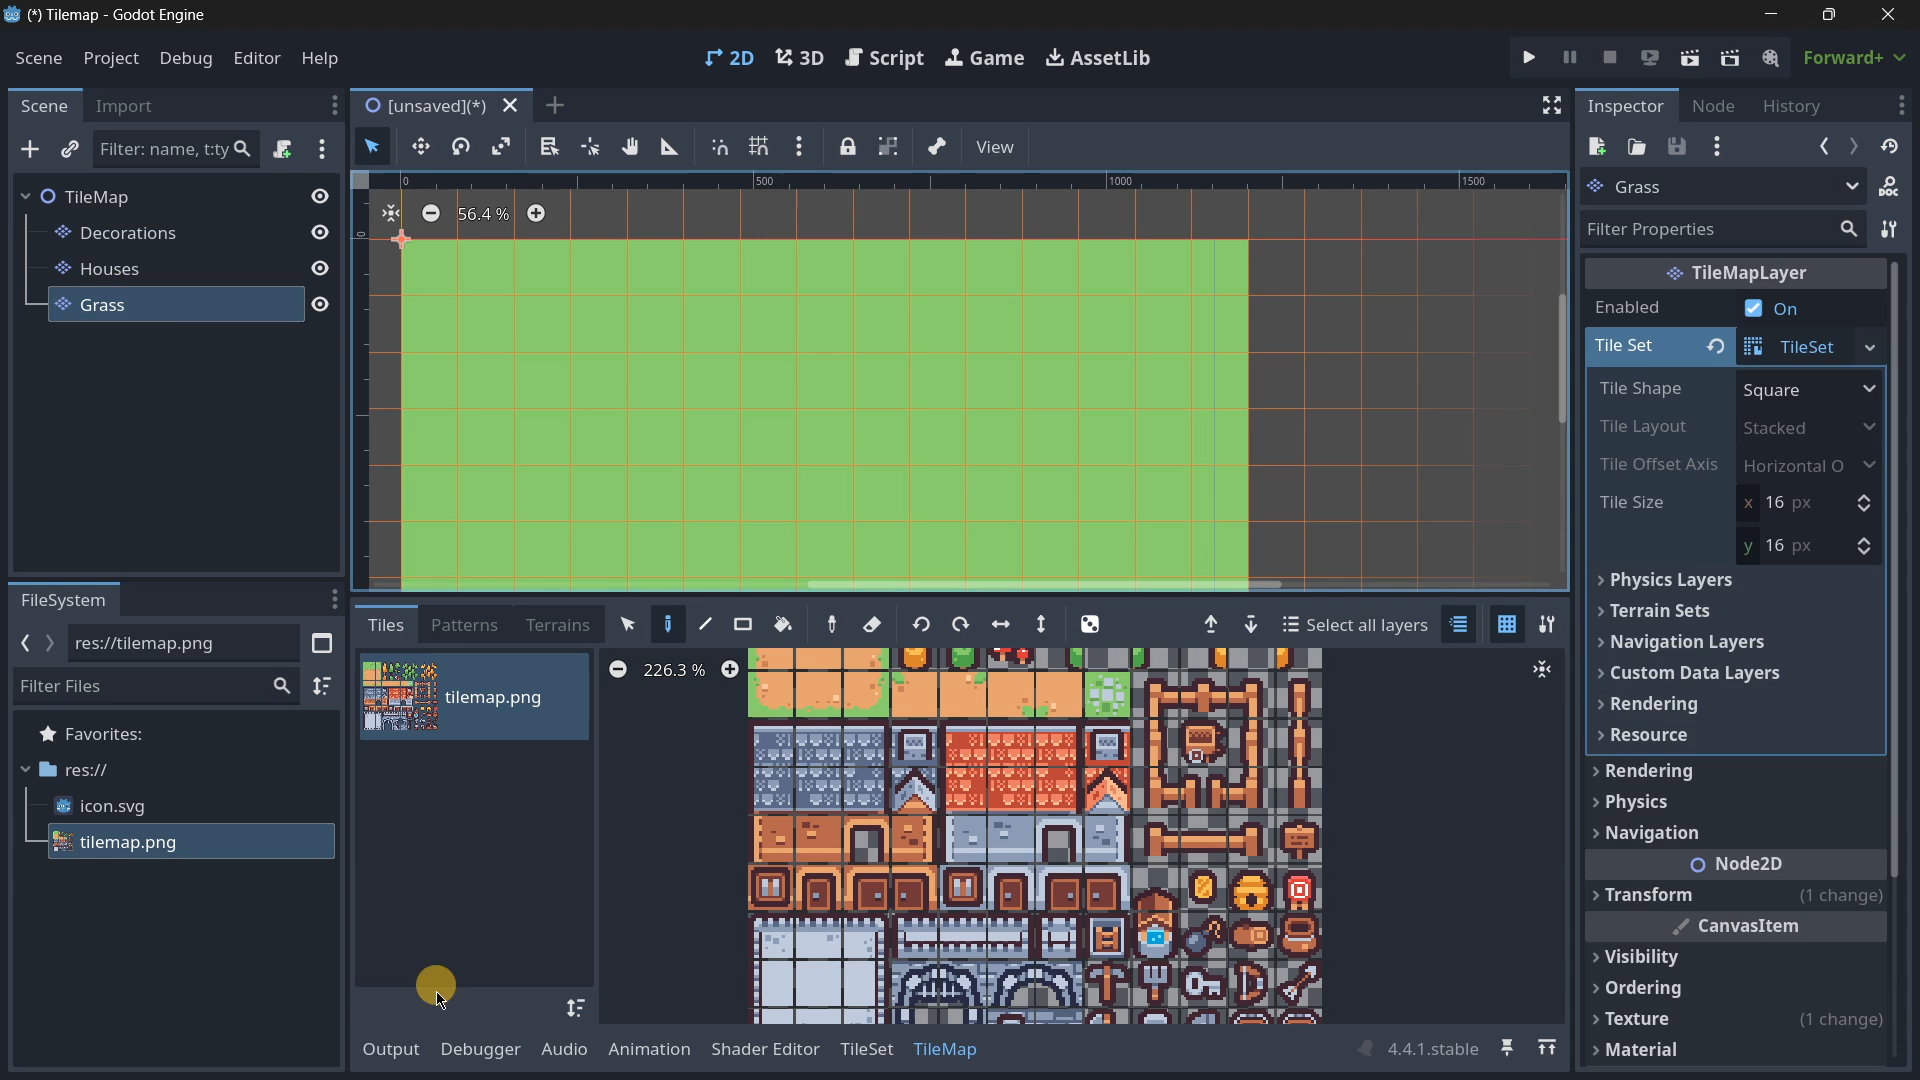 (*) Tilemap - Godot Engine
Scene Project Debug Editor Help
2D 3D Script Game AssetLib
Forward+
Scene Import
Filter: name, t:ty
TileMap
Decorations
Houses
Grass
FileSystem
res://tilemap.png
Filter Files
Favorites:
res://
icon.svg
tilemap.png
[unsaved](*)
View
0 500 1000 1500
0
56.4 %
Tiles Patterns Terrains
Select all layers
tilemap.png
226.3 %
Output Debugger Audio Animation Shader Editor TileSet TileMap
4.4.1.stable
Inspector Node History
Grass
Filter Properties
TileMapLayer
Enabled On
Tile Set TileSet
Tile Shape Square
Tile Layout Stacked
Tile Offset Axis Horizontal O
Tile Size x 16 px
y 16 px
Physics Layers
Terrain Sets
Navigation Layers
Custom Data Layers
Rendering
Resource
Rendering
Physics
Navigation
Node2D
Transform (1 change)
CanvasItem
Visibility
Ordering
Texture (1 change)
Material